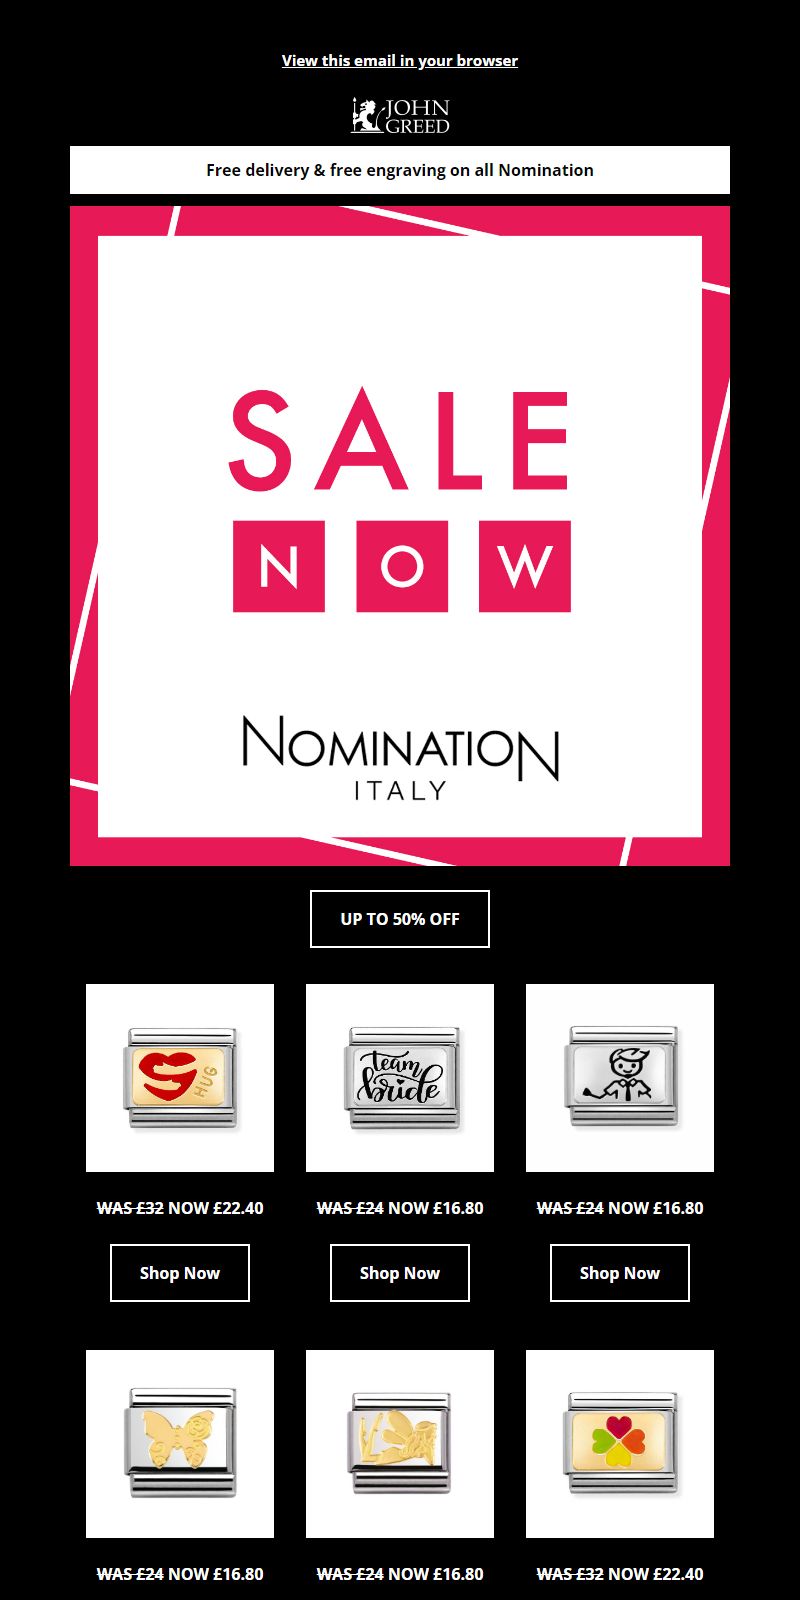 View this email in your browser
JOHN
GREED
Free delivery & free engraving on all Nomination
SALE
NOW
NOMINATION
ITALY
UP TO 50% OFF
HUG
team
bride
WAS £32 NOW £22.40
WAS £24 NOW £16.80
WAS £24 NOW £16.80
Shop Now
Shop Now
Shop Now
WAS £24 NOW £16.80
WAS £24 NOW £16.80
WAS £32 NOW £22.40